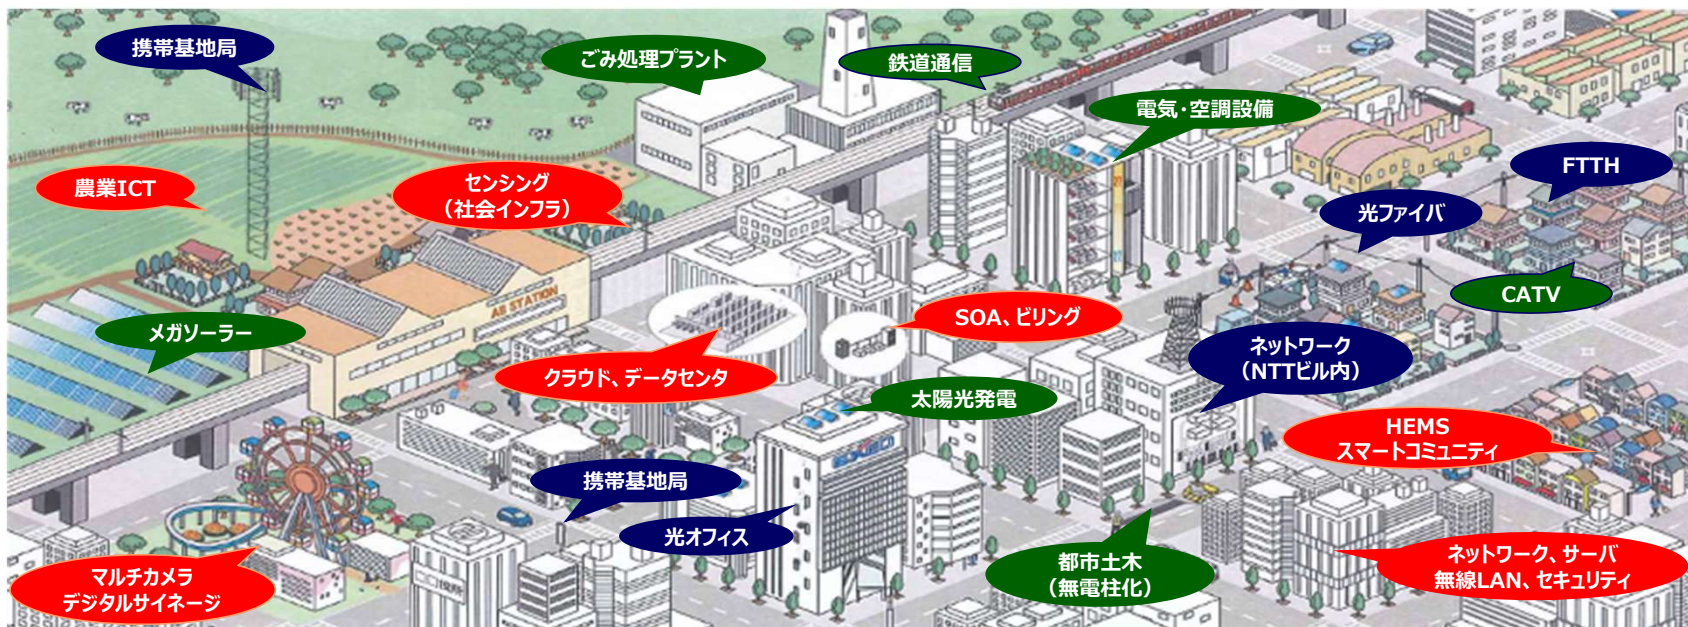 携帯基地局
ごみ処理プラント
鉄道通信
電気・空調設備
FTTH
農業ICT
センシング
(社会インフラ)
光ファイバ
AB STATION
CATV
メガソーラー
SOA、ビリング
クラウド、データセンタ
ネットワーク
(NTTビル内)
太陽光発電
HEMS
スマートコミュニティ
携帯基地局
光オフィス
マルチカメラ
デジタルサイネージ
都市土木
(無電柱化)
ネットワーク、サーバ
無線LAN、セキュリティ